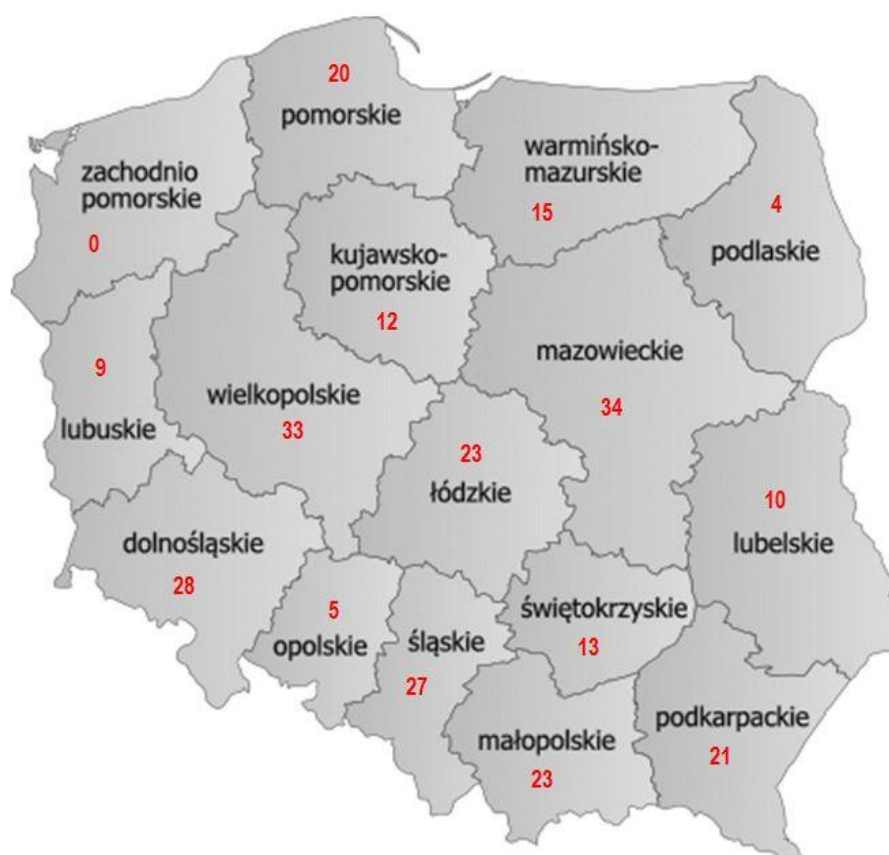 20
pomorskie
warmińsko-
mazurskie
15
zachodnio
pomorskie
0
4
podlaskie
kujawsko-
pomorskie
12
mazowieckie
34
9
lubuskie
wielkopolskie
33
23
łódzkie
10
lubelskie
dolnośląskie
28
5
opolskie
śląskie
27
świętokrzyskie
13
małopolskie
23
podkarpackie
21